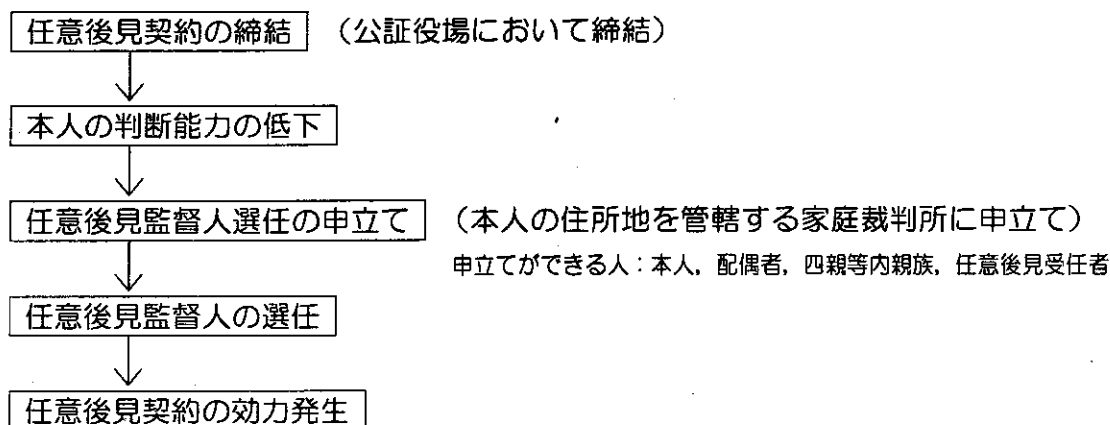 任意後見契約の締結 （公証役場において締結）
本人の判断能力の低下
任意後見監督人選任の申立て （本人の住所地を管轄する家庭裁判所に申立て）
申立てができる人：本人，配偶者，四親等内親族，任意後見受任者
任意後見監督人の選任
任意後見契約の効力発生